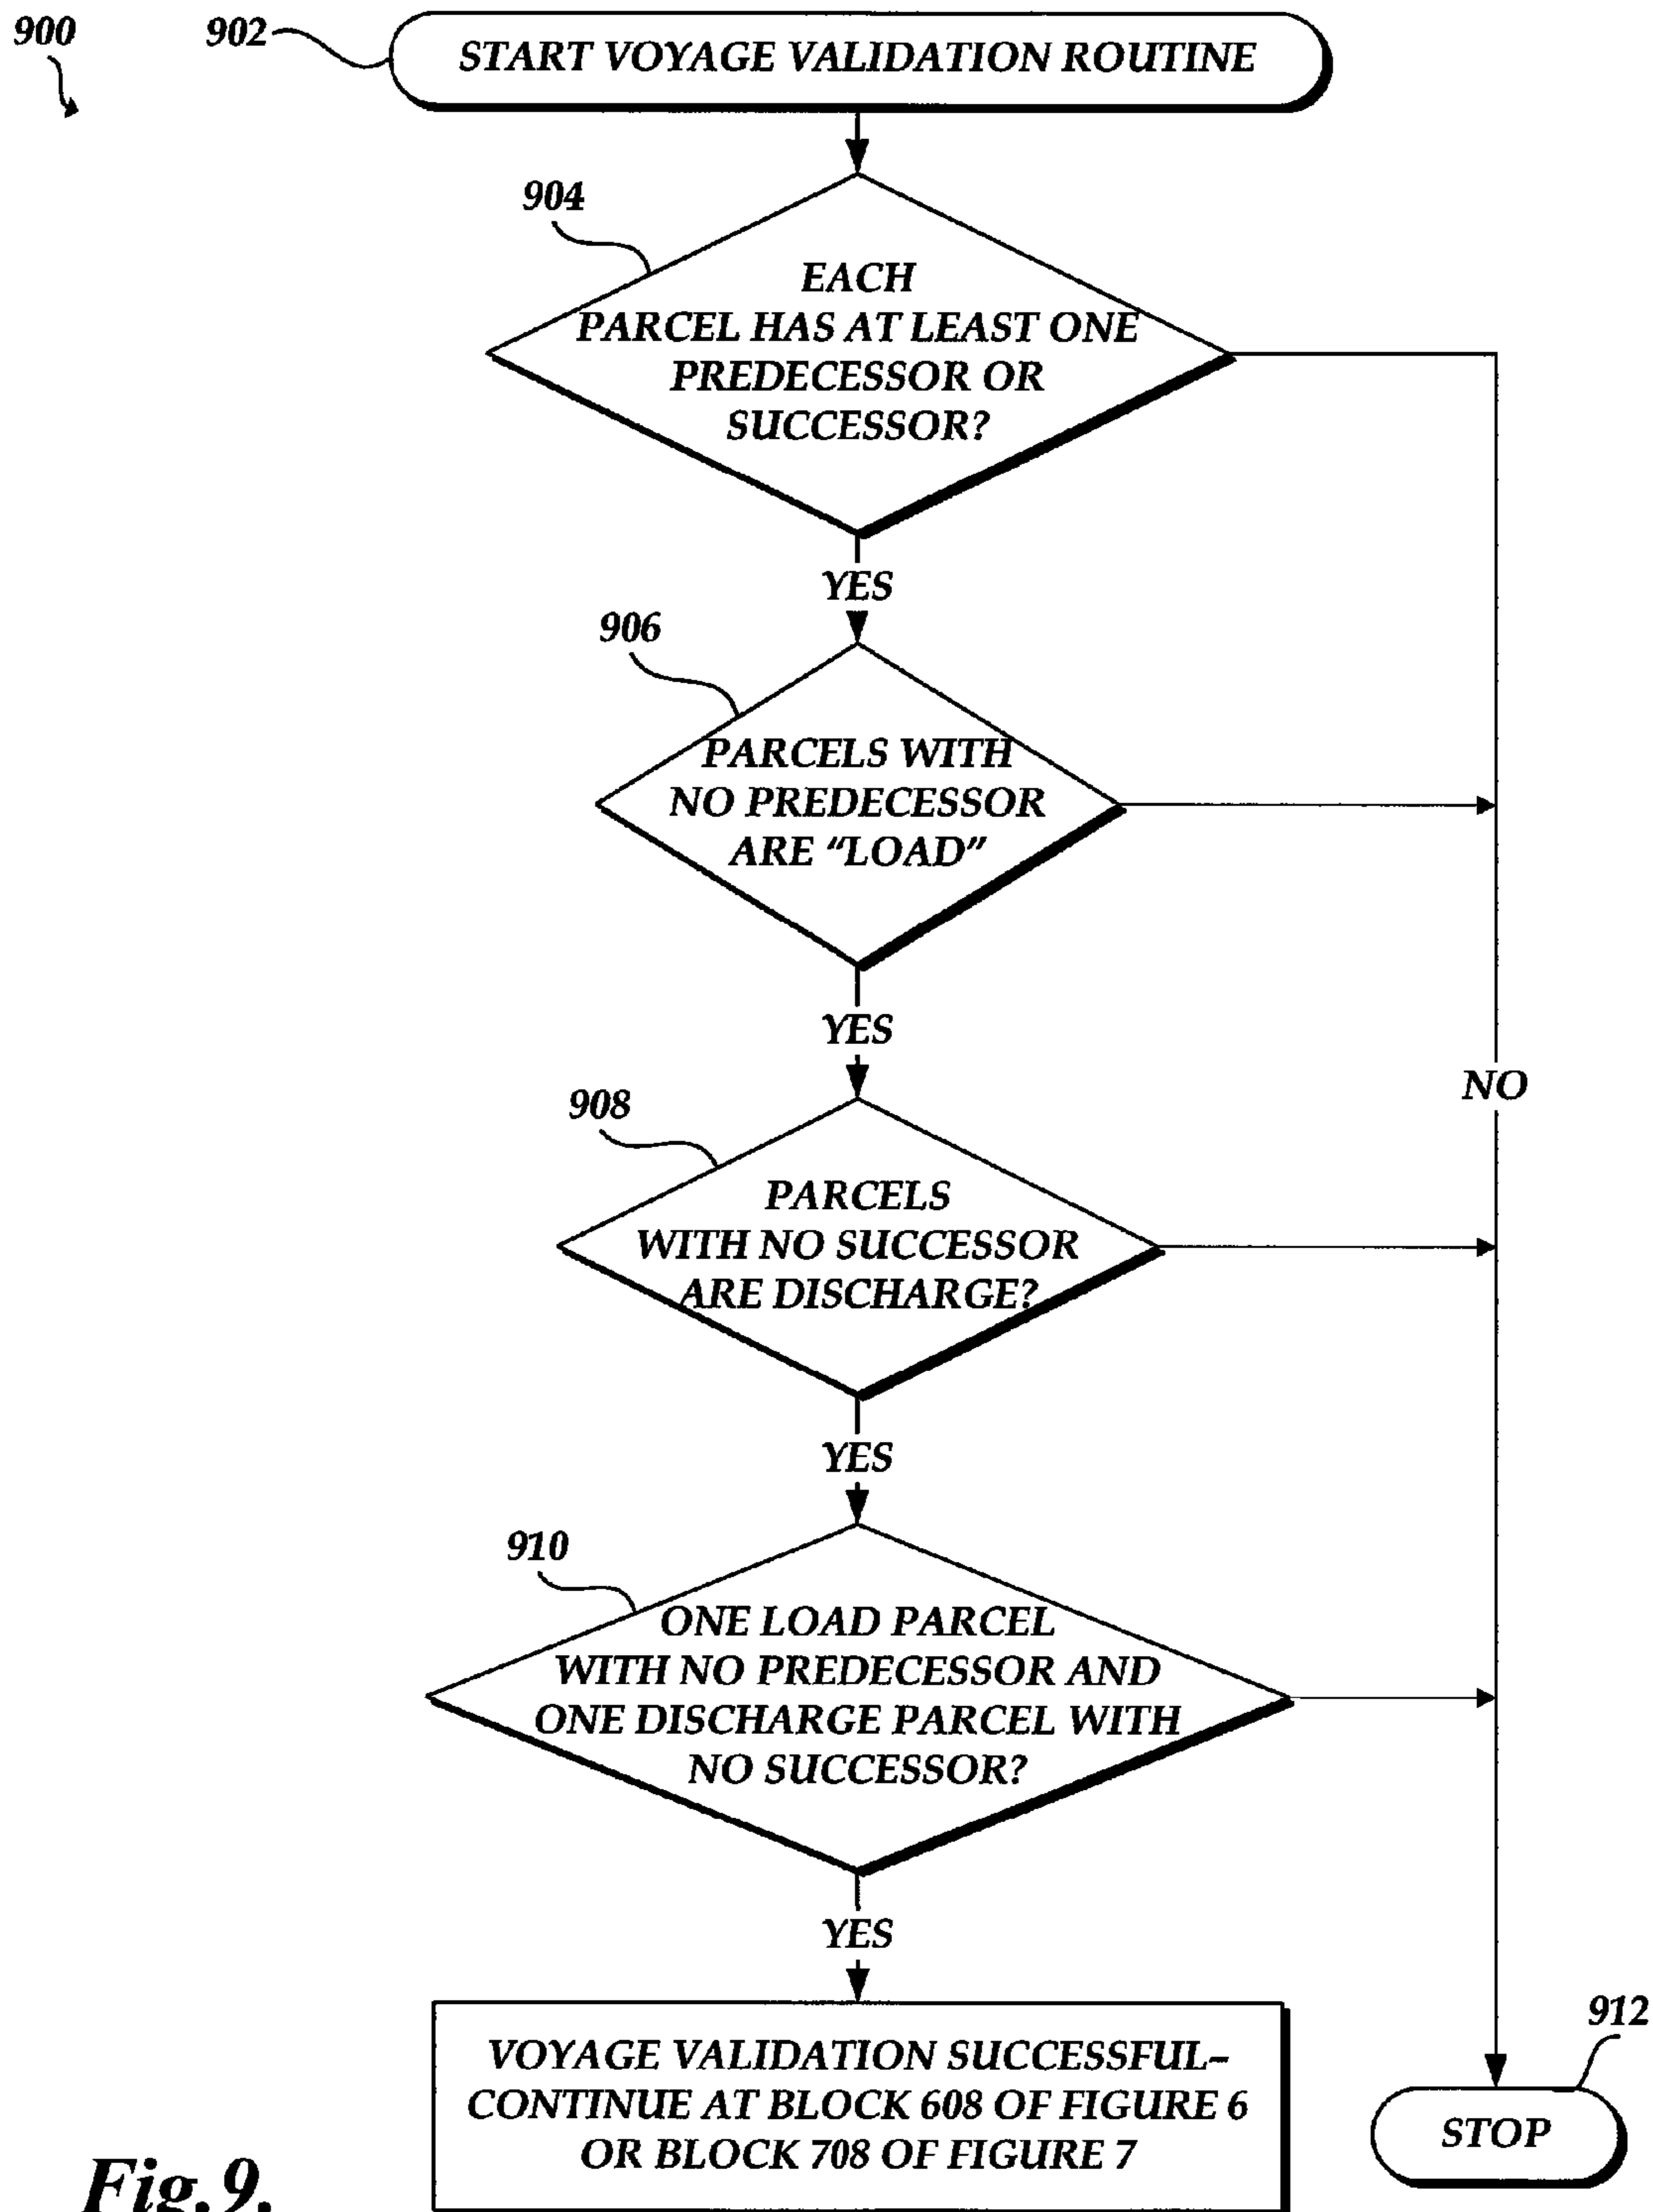 900
902
START VOYAGE VALIDATION ROUTINE
904
EACH
PARCEL HAS AT LEAST ONE
PREDECESSOR OR
SUCCESSOR?
YES
906
PARCELS WITH
NO PREDECESSOR
ARE “LOAD”
YES
NO
908
PARCELS
WITH NO SUCCESSOR
ARE DISCHARGE?
YES
910
ONE LOAD PARCEL
WITH NO PREDECESSOR AND
ONE DISCHARGE PARCEL WITH
NO SUCCESSOR?
YES
VOYAGE VALIDATION SUCCESSFUL–
CONTINUE AT BLOCK 608 OF FIGURE 6
OR BLOCK 708 OF FIGURE 7
912
STOP
Fig.9.